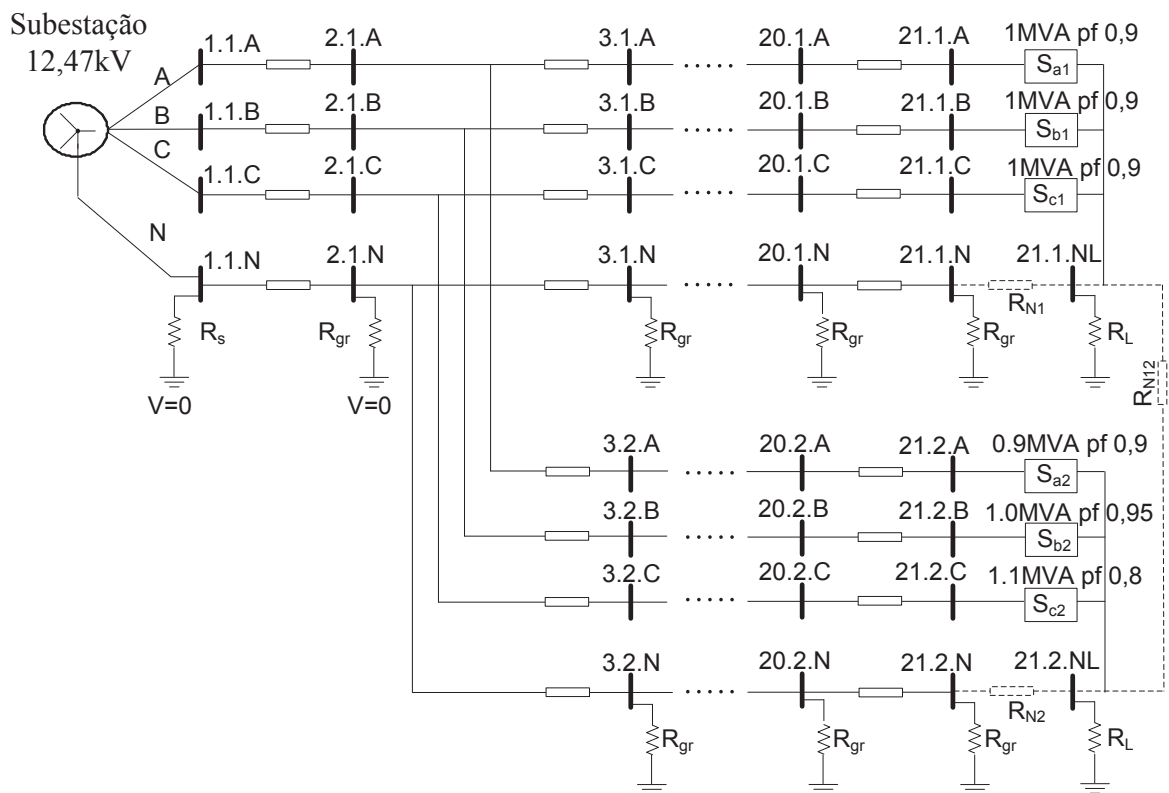 Subestação
12,47kV
A
B
C
N
1.1.A
2.1.A
3.1.A
20.1.A
21.1.A
1MVA pf 0,9
Sa1
1.1.B
2.1.B
3.1.B
20.1.B
21.1.B
1MVA pf 0,9
Sb1
1.1.C
2.1.C
3.1.C
20.1.C
21.1.C
1MVA pf 0,9
Sc1
1.1.N
2.1.N
3.1.N
20.1.N
21.1.N
21.1.NL
RN1
Rs
Rgr
Rgr
Rgr
Rgr
RL
RN12
V=0
V=0
3.2.A
20.2.A
21.2.A
0.9MVA pf 0,9
Sa2
3.2.B
20.2.B
21.2.B
1.0MVA pf 0,95
Sb2
3.2.C
20.2.C
21.2.C
1.1MVA pf 0,8
Sc2
3.2.N
20.2.N
21.2.N
21.2.NL
RN2
Rgr
Rgr
Rgr
RL